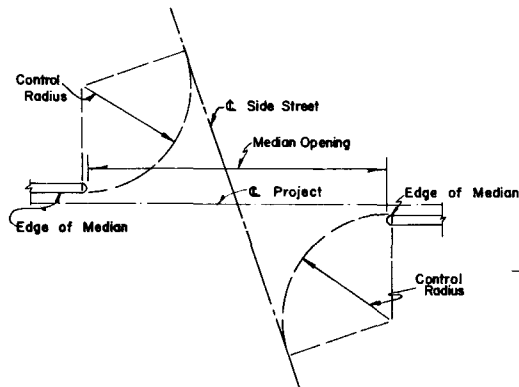 Control
Radius
℄ Side Street
Median Opening
℄ Project
Edge of Median
Edge of Median
Control
Radius